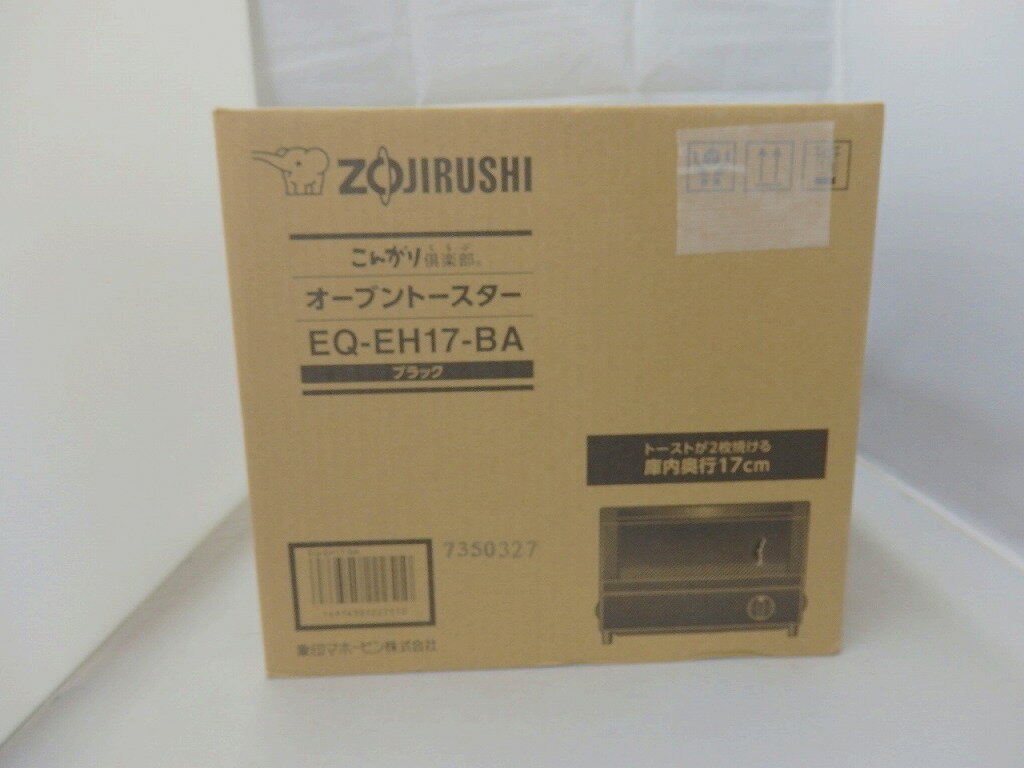 ZOJIRUSHI
こんがり倶楽部。
オーブントースター
EQ-EH17-BA
ブラック
トーストが2枚焼ける
庫内奥行17cm
7350327
象印マホービン株式会社